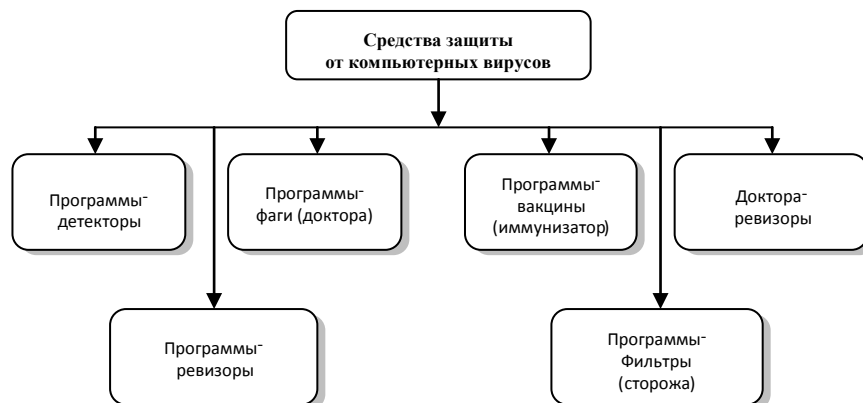 Средства защиты
от компьютерных вирусов
Программы-
детекторы
Программы-
фаги (доктора)
Программы-
вакцины
(иммунизатор)
Доктора-
ревизоры
Программы-
ревизоры
Программы-
Фильтры
(сторожа)